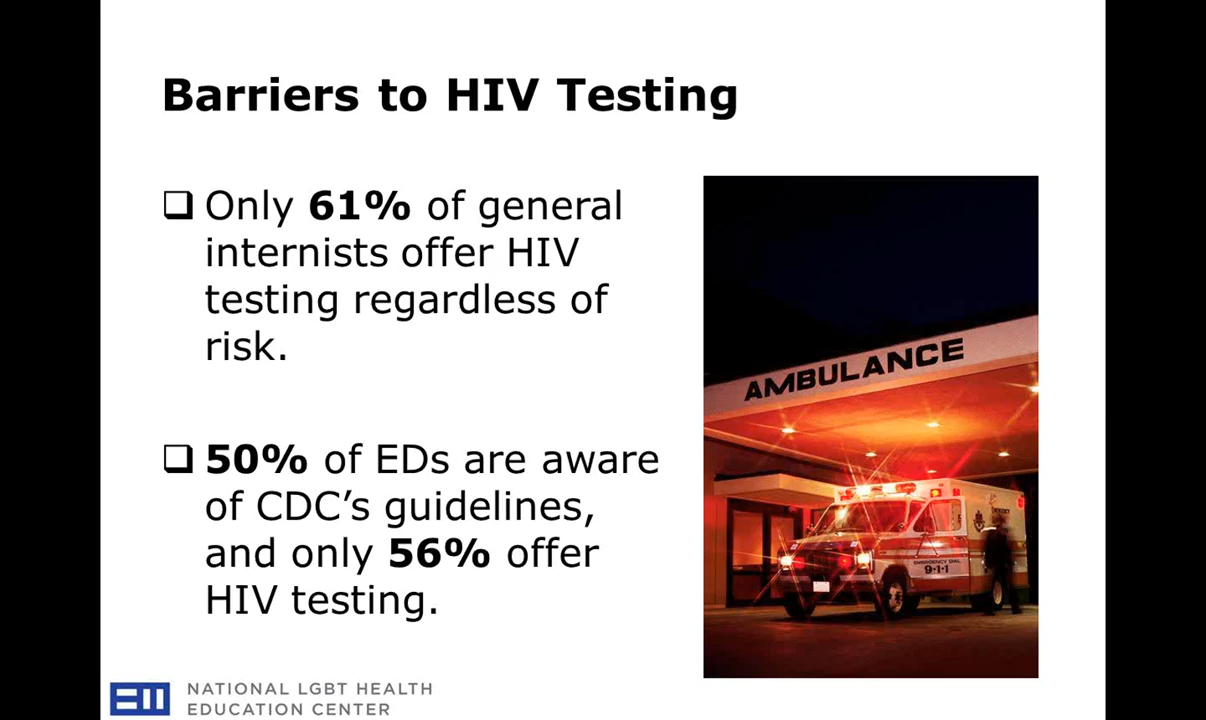 Barriers to HIV Testing
Only 61% of general
internists offer HIV
testing regardless of
risk.
50% of EDs are aware
of CDC’s guidelines,
and only 56% offer
HIV testing.
AMBULANCE
EMERGENCY DIAL
9-1-1
NATIONAL LGBT HEALTH
EDUCATION CENTER